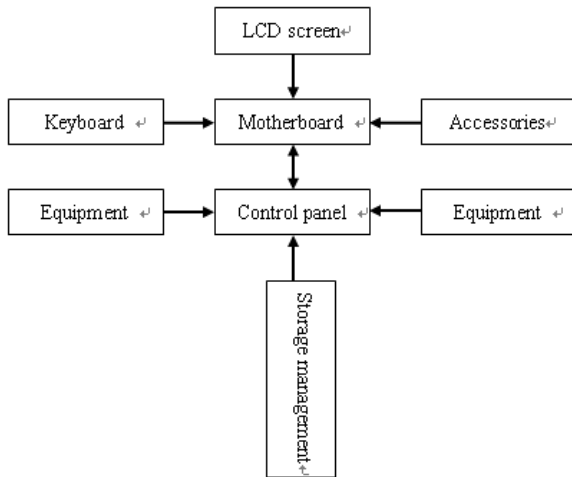 LCD screen
Keyboard
Motherboard
Accessories
Equipment
Control panel
Equipment
Storage management